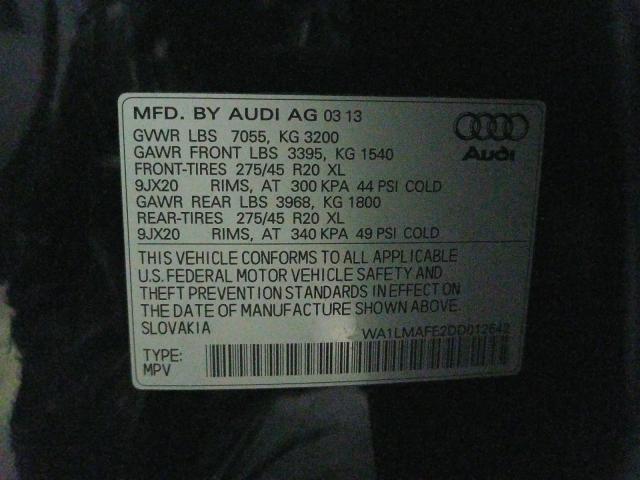 MFD. BY AUDI AG 03 13
GVWR LBS 7055, KG 3200
GAWR FRONT LBS 3395, KG 1540
FRONT-TIRES 275/45 R20 XL
9JX20 RIMS, AT 300 KPA 44 PSI COLD
GAWR REAR LBS 3968, KG 1800
REAR-TIRES 275/45 R20 XL
9JX20 RIMS, AT 340 KPA 49 PSI COLD
Audi
THIS VEHICLE CONFORMS TO ALL APPLICABLE
U.S. FEDERAL MOTOR VEHICLE SAFETY AND
THEFT PREVENTION STANDARDS IN EFFECT ON
THE DATE OF MANUFACTURE SHOWN ABOVE.
SLOVAKIA
WA1LMAFE2DD012642
TYPE:
MPV